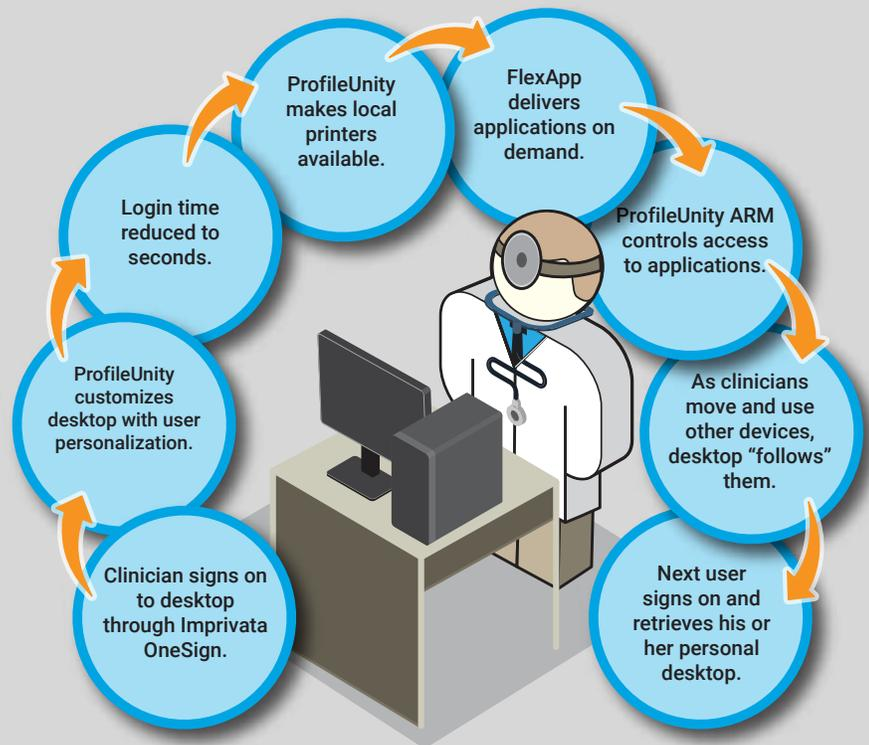 Clinician signs on
to desktop
through Imprivata
OneSign.
ProfileUnity
customizes
desktop with user
personalization.
Login time
reduced to
seconds.
ProfileUnity
makes local
printers
available.
FlexApp
delivers
applications on
demand.
ProfileUnity ARM
controls access
to applications.
As clinicians
move and use
other devices,
desktop “follows”
them.
Next user
signs on and
retrieves his or
her personal
desktop.